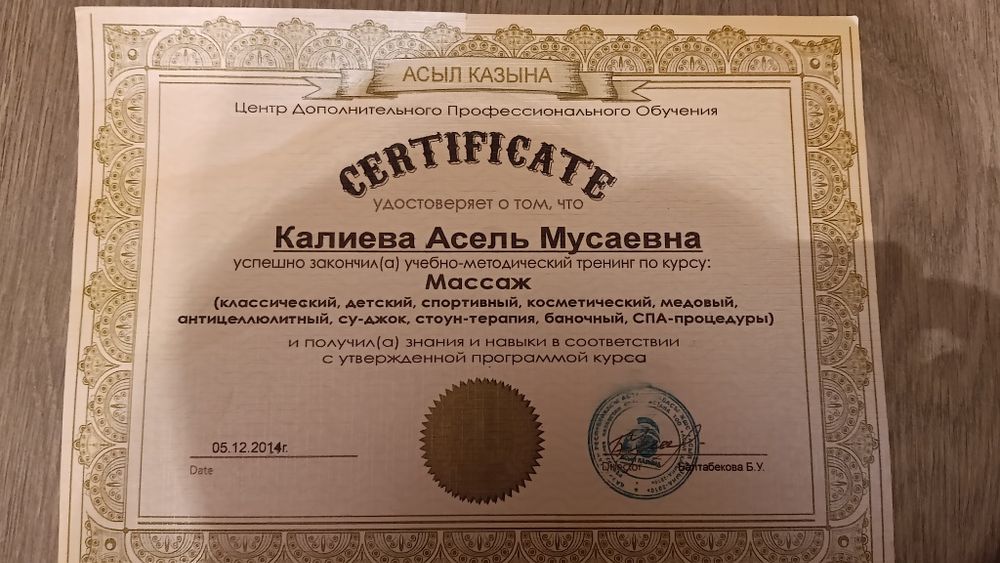 АСЫЛ КАЗЫНА
Центр Дополнительного Профессионального Обучения
CERTIFICATE
удостоверяет о том, что
Калиева Асель Мусаевна
успешно закончил(а) учебно-методический тренинг по курсу:
Массаж
(классический, детский, спортивный, косметический, медовый,
антицеллюлитный, су-джок, стоун-терапия, баночный, СПА-процедуры)
и получил(а) знания и навыки в соответствии
с утвержденной программой курса
05.12.2014г.
Date
Director Балтабекова Б.У.